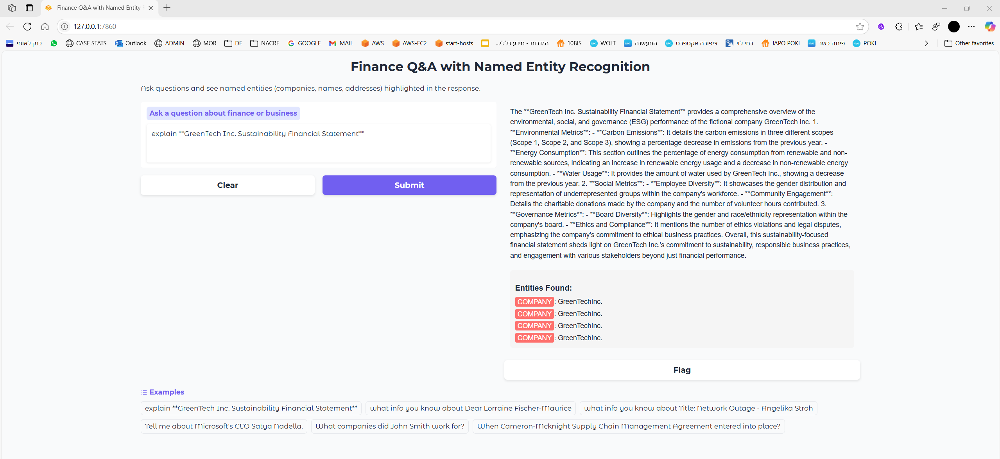 Finance Q&A with Named Entity
127.0.0.1:7860
בנק לאומי
CASE STATS
Outlook
ADMIN
MOR
DE
NACRE
GOOGLE
MAIL
AWS
AWS-EC2
start-hosts
הגדרות - מידע כללי...
10BIS
WOLT
המעשנה
ציפורה אקספרס
רמי לוי
JAPO POKI
פיתה בשר
POKI
Other favorites
Finance Q&A with Named Entity Recognition
Ask questions and see named entities (companies, names, addresses) highlighted in the response.
Ask a question about finance or business
explain **GreenTech Inc. Sustainability Financial Statement**
Clear
Submit
The **GreenTech Inc. Sustainability Financial Statement** provides a comprehensive overview of the
environmental, social, and governance (ESG) performance of the fictional company GreenTech Inc. 1.
**Environmental Metrics**: - **Carbon Emissions**: It details the carbon emissions in three different scopes
(Scope 1, Scope 2, and Scope 3), showing a percentage decrease in emissions from the previous year. -
**Energy Consumption**: This section outlines the percentage of energy consumption from renewable and non-
renewable sources, indicating an increase in renewable energy usage and a decrease in non-renewable energy
consumption. - **Water Usage**: It provides the amount of water used by GreenTech Inc., showing a decrease
from the previous year. 2. **Social Metrics**: - **Employee Diversity**: It showcases the gender distribution and
representation of underrepresented groups within the company's workforce. - **Community Engagement**:
Details the charitable donations made by the company and the number of volunteer hours contributed. 3.
**Governance Metrics**: - **Board Diversity**: Highlights the gender and race/ethnicity representation within the
company's board. - **Ethics and Compliance**: It mentions the number of ethics violations and legal disputes,
emphasizing the company's commitment to ethical business practices. Overall, this sustainability-focused
financial statement sheds light on GreenTech Inc.'s commitment to sustainability, responsible business practices,
and engagement with various stakeholders beyond just financial performance.
Entities Found:
COMPANY: GreenTechInc.
COMPANY: GreenTechInc.
COMPANY: GreenTechInc.
COMPANY: GreenTechInc.
Flag
Examples
explain **GreenTech Inc. Sustainability Financial Statement**
what info you know about Dear Lorraine Fischer-Maurice
what info you know about Title: Network Outage - Angelika Stroh
Tell me about Microsoft's CEO Satya Nadella.
What companies did John Smith work for?
When Cameron-Mcknight Supply Chain Management Agreement entered into place?